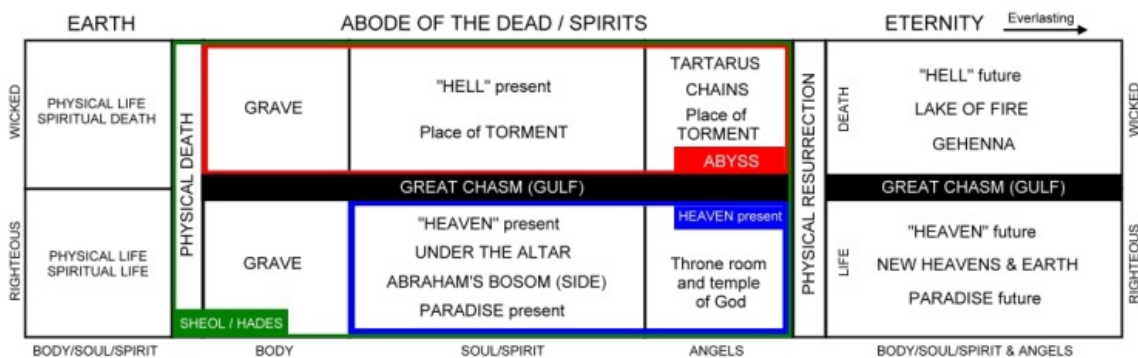 EARTH
ABODE OF THE DEAD / SPIRITS
ETERNITY
Everlasting
WICKED
PHYSICAL LIFE
SPIRITUAL DEATH
RIGHTEOUS
PHYSICAL LIFE
SPIRITUAL LIFE
PHYSICAL DEATH
GRAVE
"HELL" present
Place of TORMENT
TARTARUS
CHAINS
Place of
TORMENT
ABYSS
GREAT CHASM (GULF)
GRAVE
SHEOL / HADES
"HEAVEN" present
UNDER THE ALTAR
ABRAHAM'S BOSOM (SIDE)
PARADISE present
HEAVEN present
Throne room
and temple
of God
PHYSICAL RESURRECTION
DEATH
"HELL" future
LAKE OF FIRE
GEHENNA
WICKED
GREAT CHASM (GULF)
LIFE
"HEAVEN" future
NEW HEAVENS & EARTH
PARADISE future
RIGHTEOUS
BODY/SOUL/SPIRIT
BODY
SOUL/SPIRIT
ANGELS
BODY/SOUL/SPIRIT & ANGELS